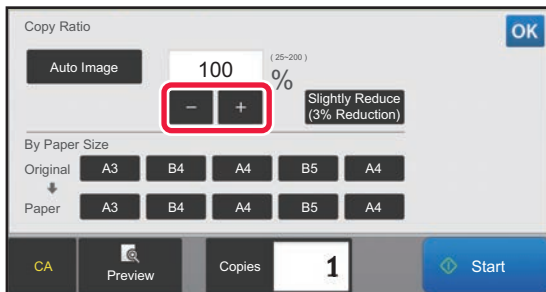 Copy Ratio
OK
Auto Image
100
(25~200)
%
− +
Slightly Reduce
(3% Reduction)
By Paper Size
Original A3 B4 A4 B5 A4
Paper A3 B4 A4 B5 A4
CA Preview Copies 1 Start